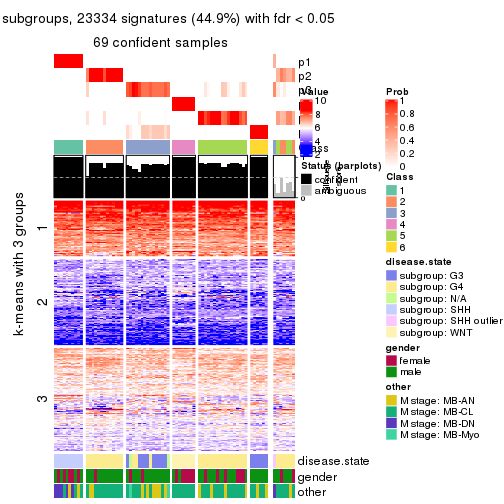 subgroups, 23334 signatures (44.9%) with fdr < 0.05
69 confident samples
p1
p2
Value
10
8
6
4
2
Prob
1
0.8
0.6
0.4
0.2
0
Status (barplots)
confident
ambiguous
0
Class
1
2
3
4
5
6
k-means with 3 groups
1
2
3
disease.state
subgroup: G3
subgroup: G4
subgroup: N/A
subgroup: SHH
subgroup: SHH outlier
subgroup: WNT
gender
female
male
other
M stage: MB-AN
M stage: MB-CL
M stage: MB-DN
M stage: MB-Myo
disease.state
gender
other